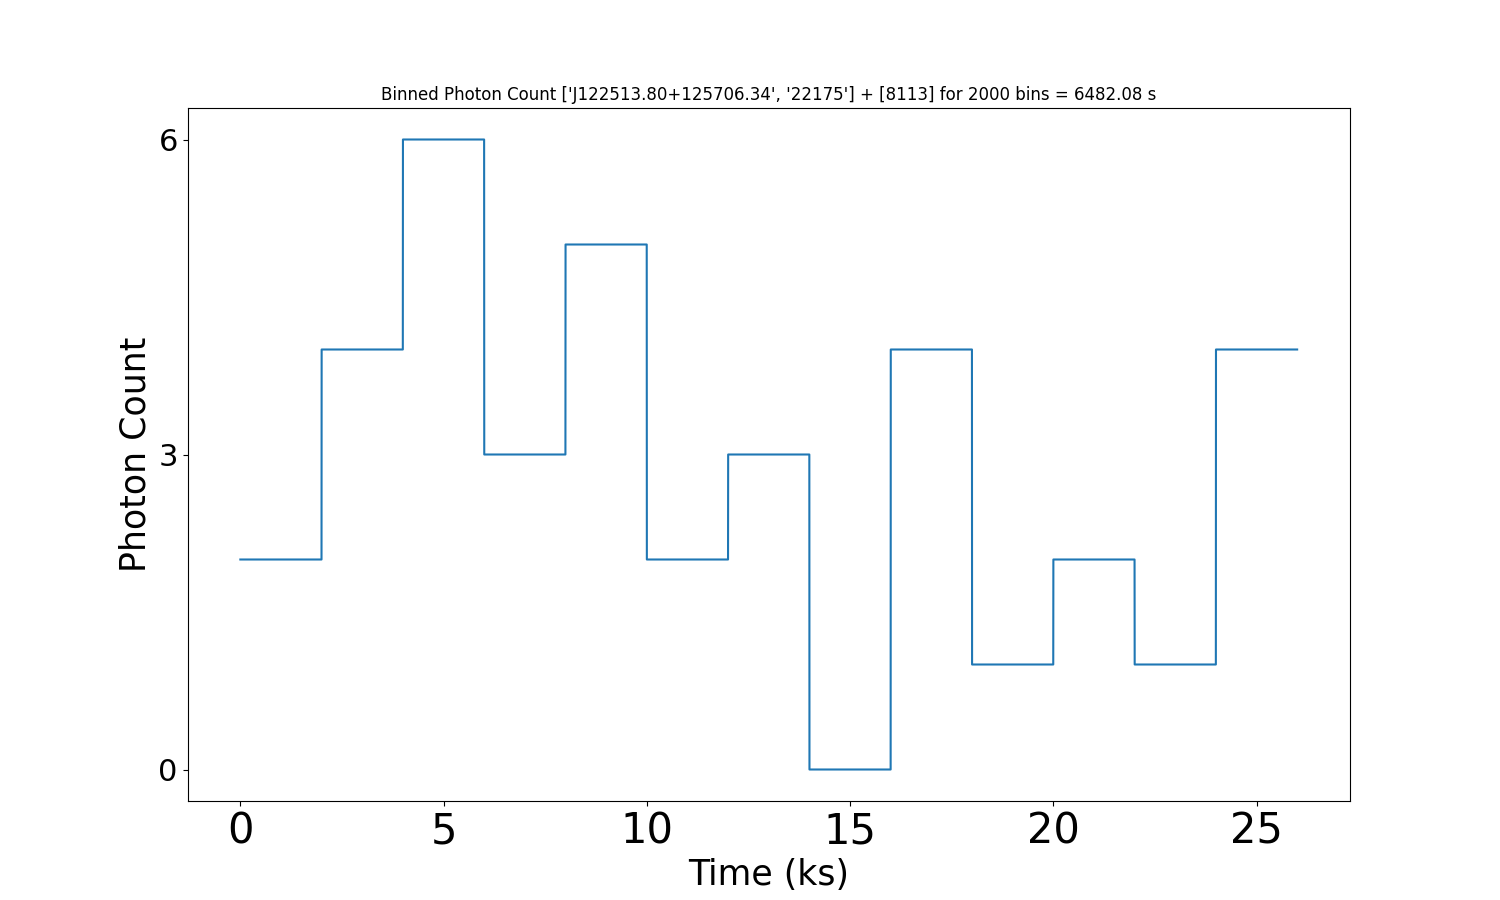 Binned Photon Count ['J122513.80+125706.34', '22175'] + [8113] for 2000 bins = 6482.08 s
6
3
0
Photon Count
0 5 10 15 20 25
Time (ks)